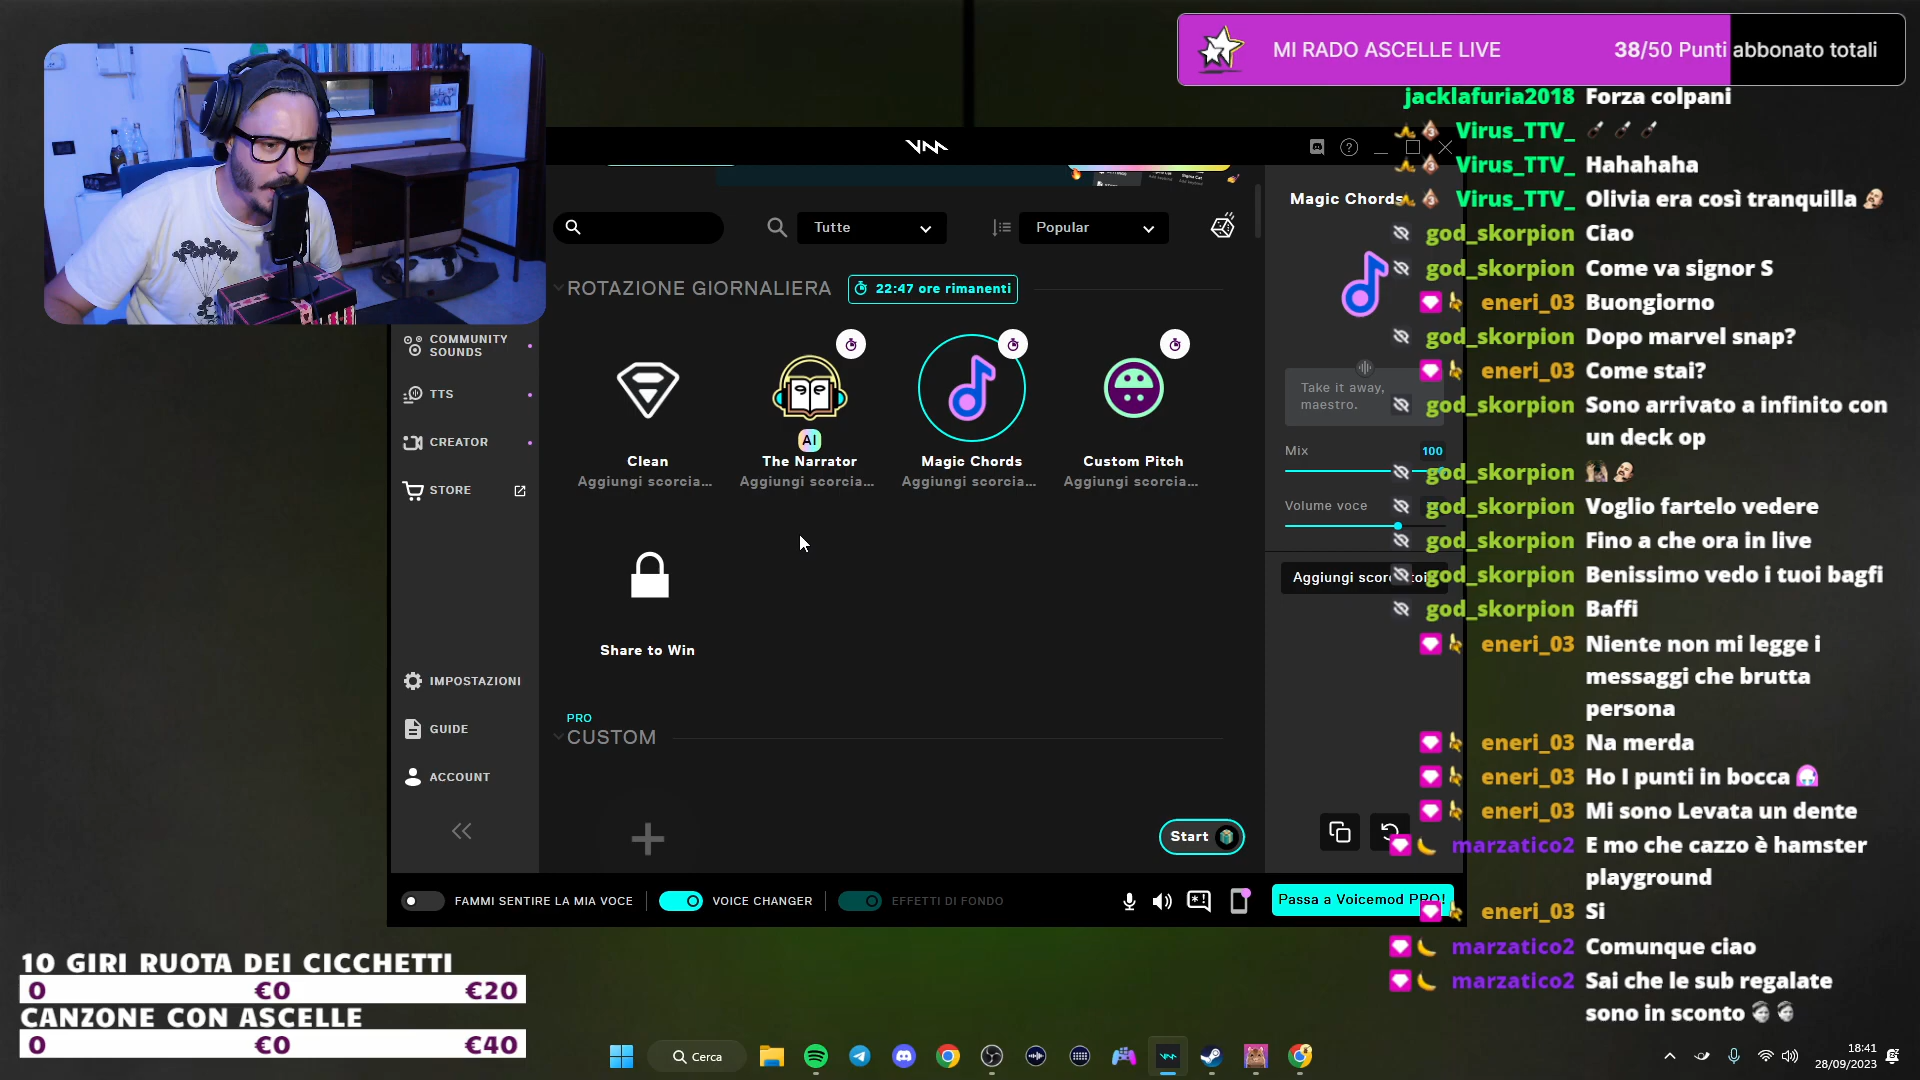 MI RADO ASCELLE LIVE
38/50 Punti abbonato totali
jacklafuria2018 Forza colpani
Virus_TTV_
Virus_TTV_ Hahahaha
Virus_TTV_ Olivia era così tranquilla
god_skorpion Ciao
god_skorpion Come va signor S
eneri_03 Buongiorno
god_skorpion Dopo marvel snap?
eneri_03 Come stai?
god_skorpion Sono arrivato a infinito con
un deck op
god_skorpion
god_skorpion Voglio fartelo vedere
god_skorpion Fino a che ora in live
god_skorpion Benissimo vedo i tuoi bagfi
god_skorpion Baffi
eneri_03 Niente non mi legge i
messaggi che brutta
persona
eneri_03 Na merda
eneri_03 Ho I punti in bocca
eneri_03 Mi sono Levata un dente
marzatico2 E mo che cazzo è hamster
playground
eneri_03 Si
marzatico2 Comunque ciao
marzatico2 Sai che le sub regalate
sono in sconto
Tutte
Popular
ROTAZIONE GIORNALIERA
22:47 ore rimanenti
Clean
Aggiungi scorcia...
AI
The Narrator
Aggiungi scorcia...
Magic Chords
Aggiungi scorcia...
Custom Pitch
Aggiungi scorcia...
Share to Win
PRO
CUSTOM
Start
COMMUNITY
SOUNDS
TTS
CREATOR
STORE
IMPOSTAZIONI
GUIDE
ACCOUNT
Magic Chords
Take it away,
maestro.
Mix
100
Volume voce
Aggiungi
FAMMI SENTIRE LA MIA VOCE
VOICE CHANGER
EFFETTI DI FONDO
Passa a Voicemod PRO!
10 GIRI RUOTA DEI CICCHETTI
0 €0 €20
CANZONE CON ASCELLE
0 €0 €40
Cerca
18:41
28/09/2023